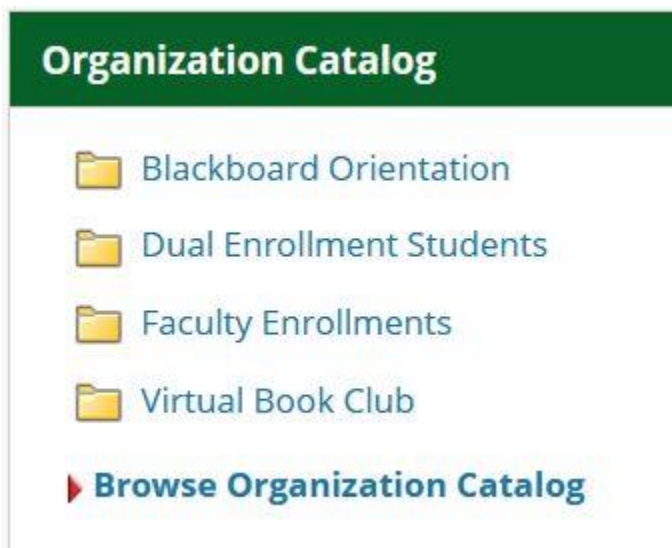 Organization Catalog
Blackboard Orientation
Dual Enrollment Students
Faculty Enrollments
Virtual Book Club
Browse Organization Catalog